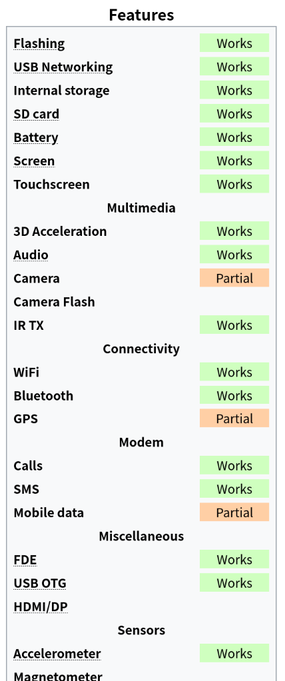 Features
Flashing Works
USB Networking Works
Internal storage Works
SD card Works
Battery Works
Screen Works
Touchscreen Works
Multimedia
3D Acceleration Works
Audio Works
Camera Partial
Camera Flash
IR TX Works
Connectivity
WiFi Works
Bluetooth Works
GPS Partial
Modem
Calls Works
SMS Works
Mobile data Partial
Miscellaneous
FDE Works
USB OTG Works
HDMI/DP
Sensors
Accelerometer Works
Magnetometer